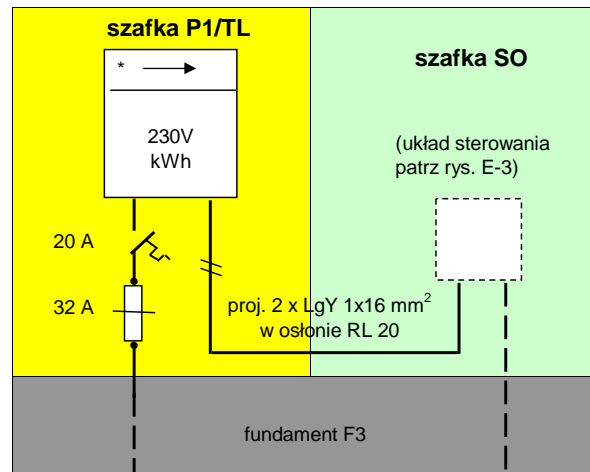 szafka P1/TL
szafka SO
*
230V
kWh
(układ sterowania
patrz rys. E-3)
20 A
32 A
proj. 2 x LgY 1x16 mm²
w osłonie RL 20
fundament F3